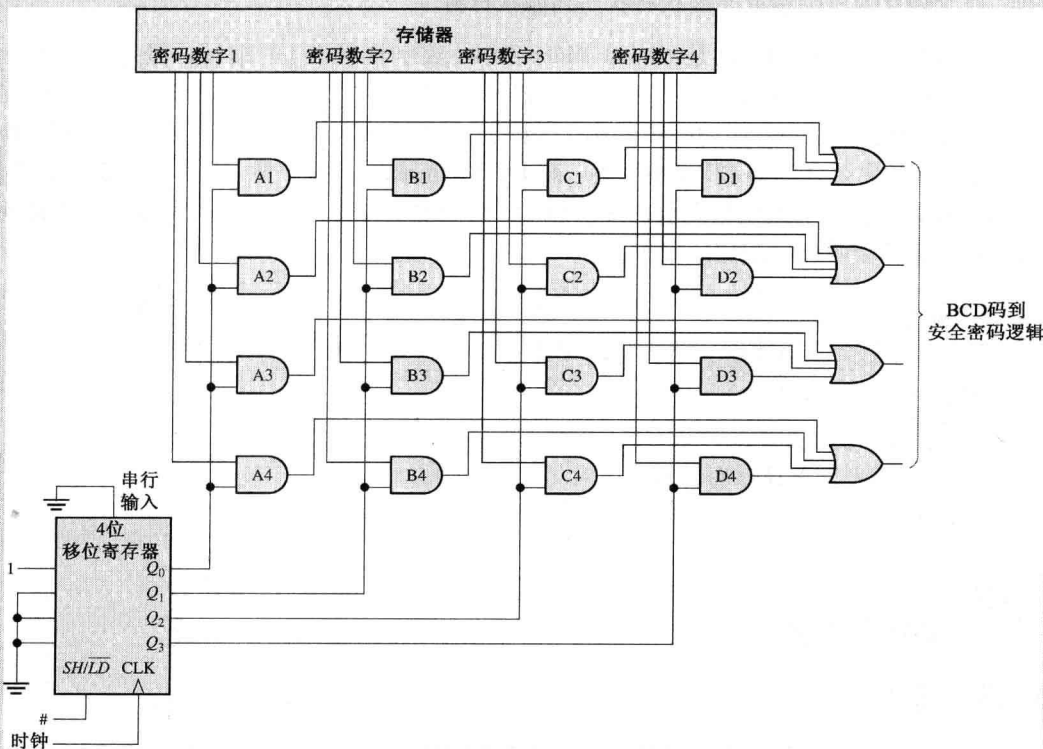 存储器
密码数字1 密码数字2 密码数字3 密码数字4
A1 B1 C1 D1
A2 B2 C2 D2
A3 B3 C3 D3
A4 B4 C4 D4
BCD码到
安全密码逻辑
串行
输入
4位
移位寄存器
1
Q₀
Q₁
Q₂
Q₃
SH/L̅D̅ CLK
#
时钟